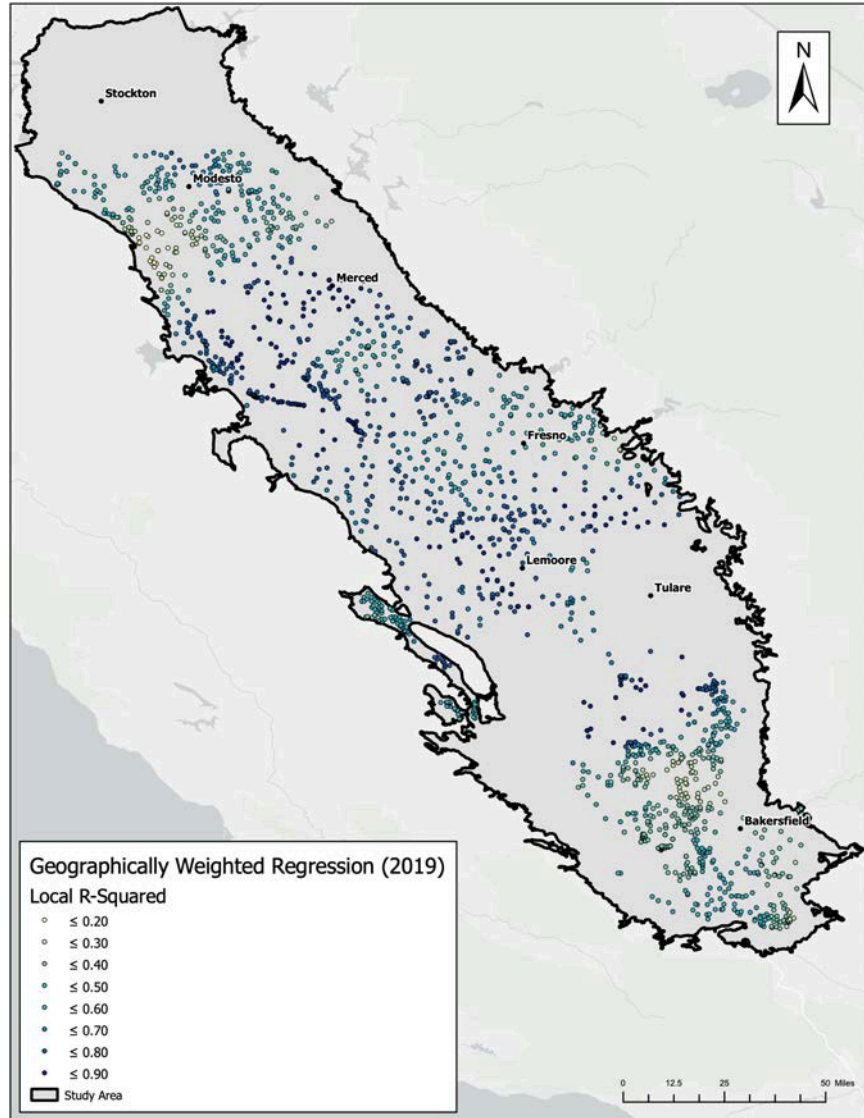 N
Stockton
Modesto
Merced
Fresno
Lemoore
Tulare
Bakersfield
Geographically Weighted Regression (2019)
Local R-Squared
≤ 0.20
≤ 0.30
≤ 0.40
≤ 0.50
≤ 0.60
≤ 0.70
≤ 0.80
≤ 0.90
Study Area
0 12.5 25 50 Miles